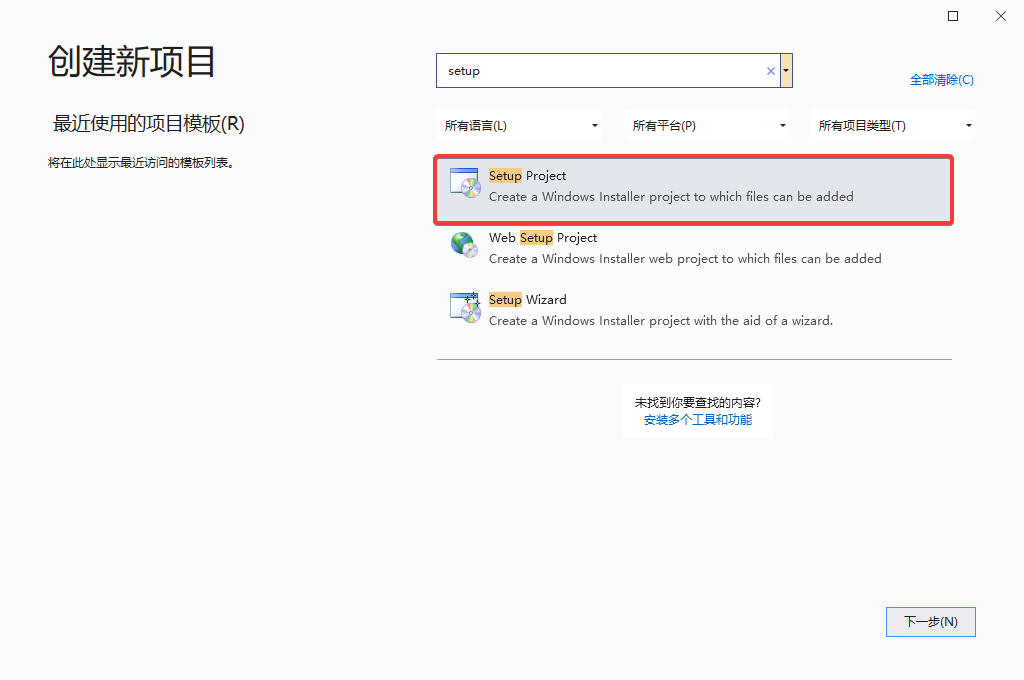 创建新项目
最近使用的项目模板(R)
将在此处显示最近访问的模板列表。
setup
全部清除(C)
所有语言(L)
所有平台(P)
所有项目类型(T)
Setup Project
Create a Windows Installer project to which files can be added
Web Setup Project
Create a Windows Installer web project to which files can be added
Setup Wizard
Create a Windows Installer project with the aid of a wizard.
未找到你要查找的内容?
安装多个工具和功能
下一步(N)